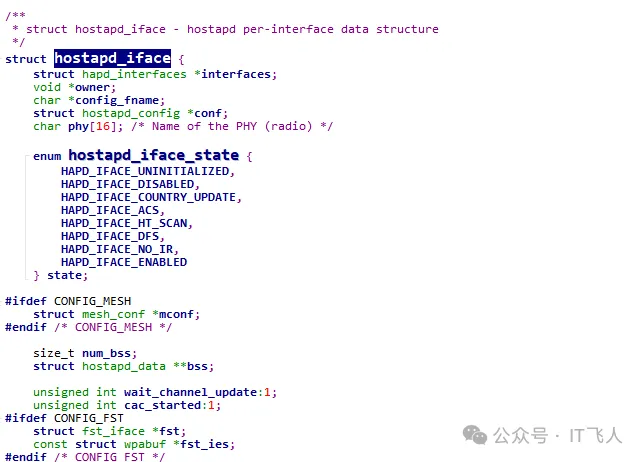 /**
 * struct hostapd_iface - hostapd per-interface data structure
 */
struct hostapd_iface {
    struct hapd_interfaces *interfaces;
    void *owner;
    char *config_fname;
    struct hostapd_config *conf;
    char phy[16]; /* Name of the PHY (radio) */

    enum hostapd_iface_state {
        HAPD_IFACE_UNINITIALIZED,
        HAPD_IFACE_DISABLED,
        HAPD_IFACE_COUNTRY_UPDATE,
        HAPD_IFACE_ACS,
        HAPD_IFACE_HT_SCAN,
        HAPD_IFACE_DFS,
        HAPD_IFACE_NO_IR,
        HAPD_IFACE_ENABLED
    } state;

#ifdef CONFIG_MESH
    struct mesh_conf *mconf;
#endif /* CONFIG_MESH */

    size_t num_bss;
    struct hostapd_data **bss;

    unsigned int wait_channel_update:1;
    unsigned int cac_started:1;
#ifdef CONFIG_FST
    struct fst_iface *fst;
    const struct wpabuf *fst_ies;
#endif /* CONFIG_FST */
公众号 · IT飞人